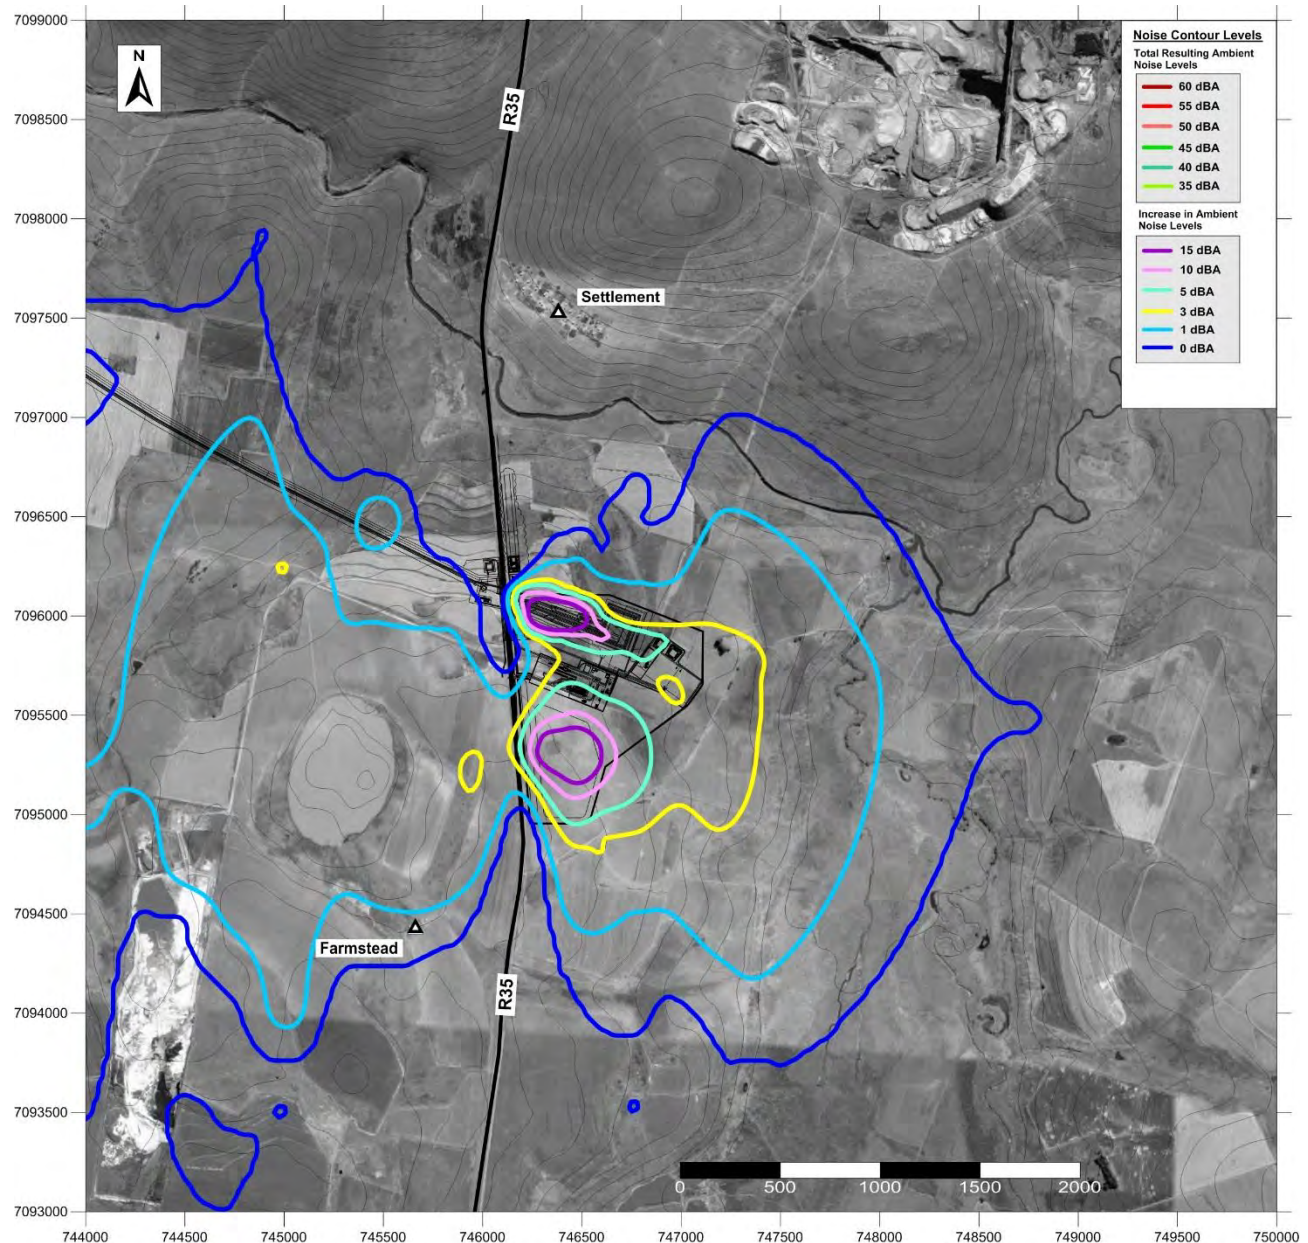 7099000
7098500
7098000
7097500
7097000
7096500
7096000
7095500
7095000
7094500
7094000
7093500
7093000
N
R35
Settlement
Farmstead
R35
Noise Contour Levels
Total Resulting Ambient
Noise Levels
60 dBA
55 dBA
50 dBA
45 dBA
40 dBA
35 dBA
Increase in Ambient
Noise Levels
15 dBA
10 dBA
5 dBA
3 dBA
1 dBA
0 dBA
0 500 1000 1500 2000
744000 744500 745000 745500 746000 746500 747000 747500 748000 748500 749000 749500 750000